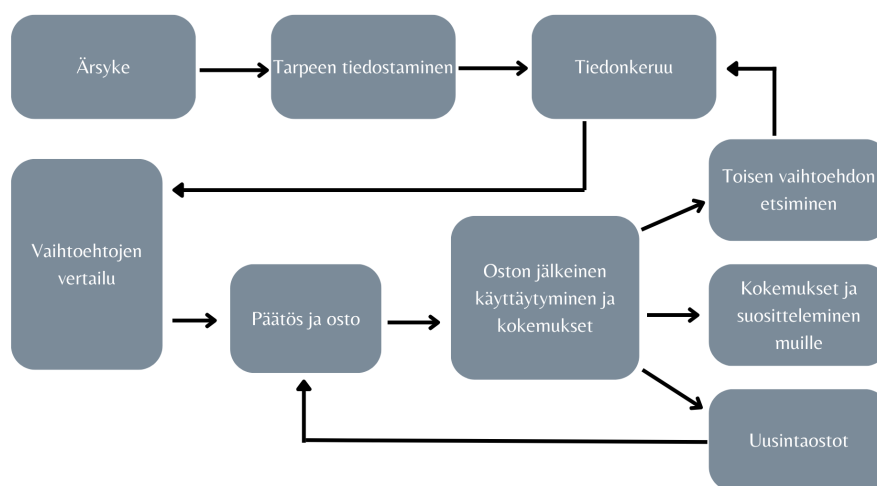 Ärsyke
Tarpeen tiedostaminen
Tiedonkeruu
Toisen vaihtoehdon
etsiminen
Vaihtoehtojen
vertailu
Päätös ja osto
Oston jälkeinen
käyttäytyminen ja
kokemukset
Kokemukset ja
suositteleminen
muille
Uusintaostot